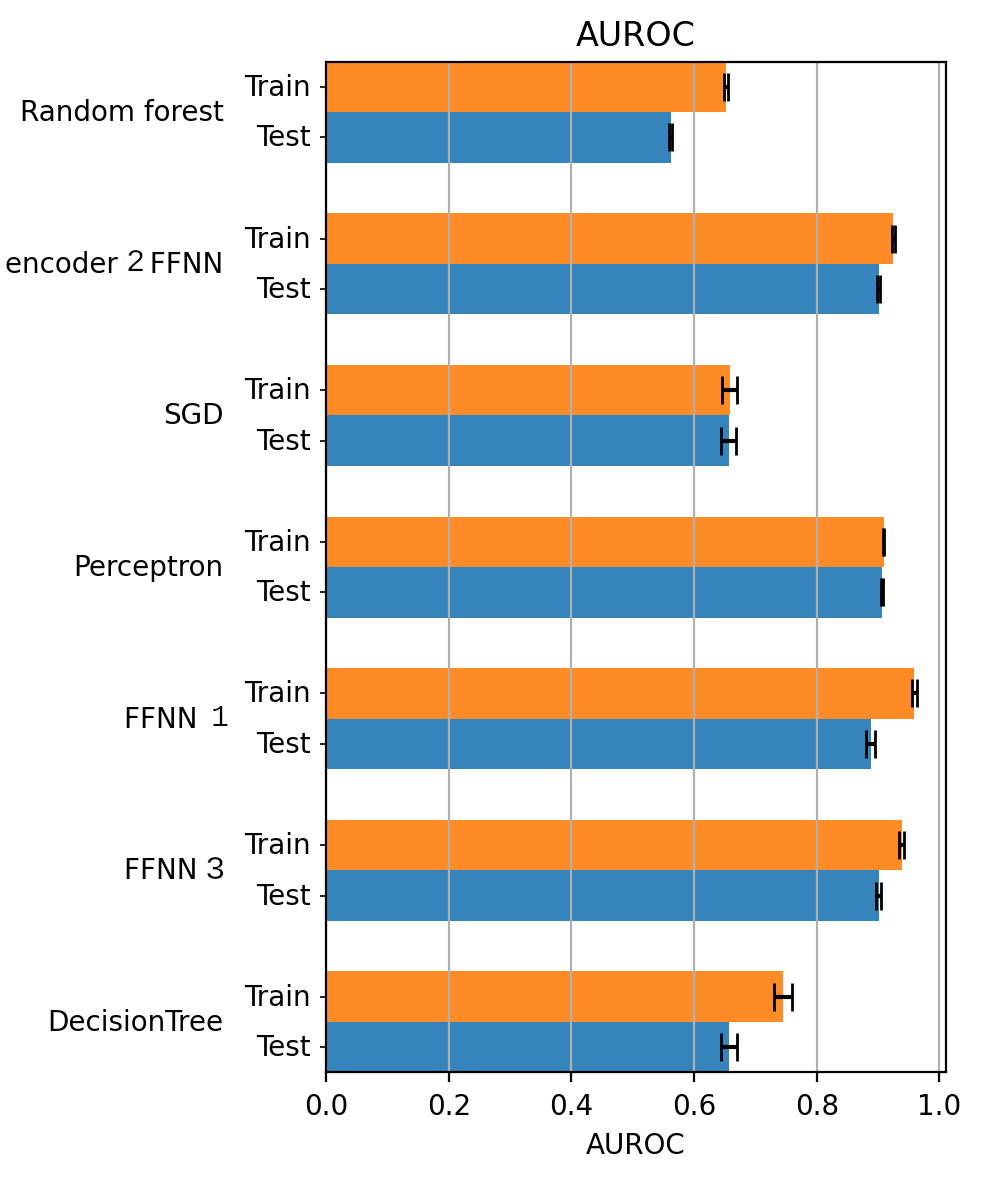 AUROC
Random forest
Train
Test
encoder 2 FFNN
Train
Test
SGD
Train
Test
Perceptron
Train
Test
FFNN 1
Train
Test
FFNN 3
Train
Test
DecisionTree
Train
Test
0.0 0.2 0.4 0.6 0.8 1.0
AUROC